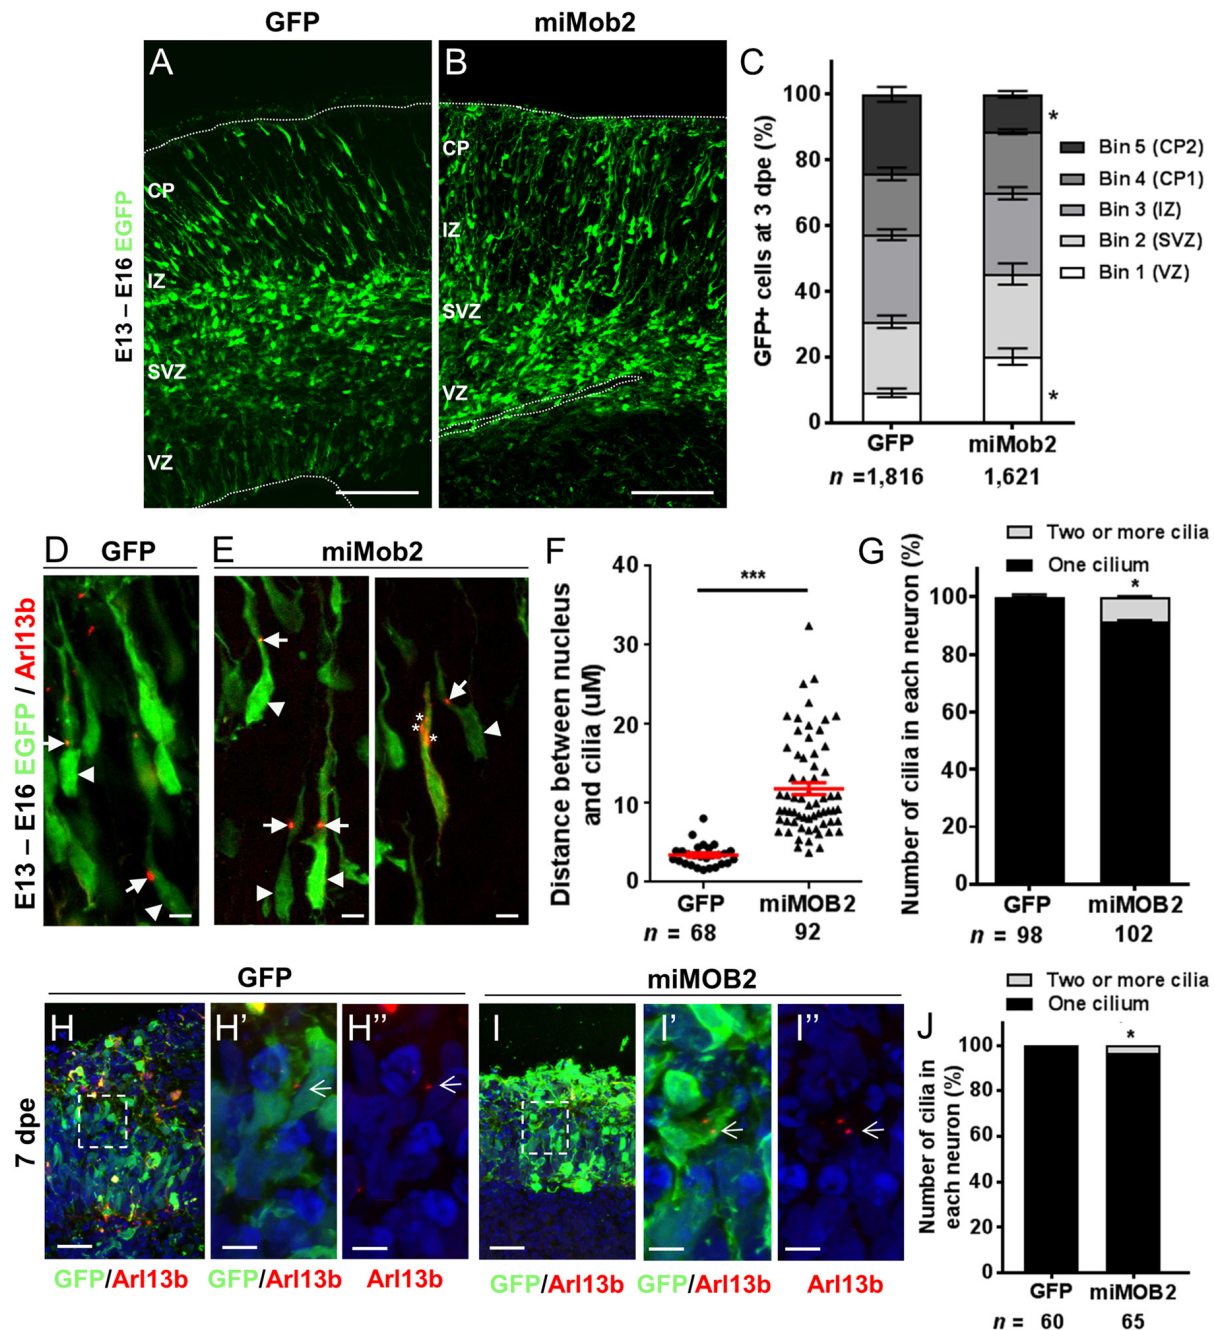 GFP
miMob2
A
CP
IZ
SVZ
VZ
E13 – E16 EGFP
B
CP
IZ
SVZ
VZ
C
GFP+ cells at 3 dpe (%)
100
80
60
40
20
0
*
*
GFP
miMob2
n =1,816
1,621
Bin 5 (CP2)
Bin 4 (CP1)
Bin 3 (IZ)
Bin 2 (SVZ)
Bin 1 (VZ)
D
GFP
E
miMob2
E13 – E16 EGFP / Arl13b
*
*
*
F
Distance between nucleus
and cilia (uM)
40
30
20
10
0
***
GFP
miMOB2
n = 68
92
G
Two or more cilia
One cilium
Number of cilia in each neuron (%)
100
80
60
40
20
0
*
GFP
miMOB2
n = 98
102
GFP
miMOB2
7 dpe
H
H'
H''
I
I'
I''
GFP/Arl13b
GFP/Arl13b
Arl13b
GFP/Arl13b
GFP/Arl13b
Arl13b
J
Two or more cilia
One cilium
Number of cilia in
each neuron (%)
100
80
60
40
20
0
*
GFP
miMOB2
n = 60
65